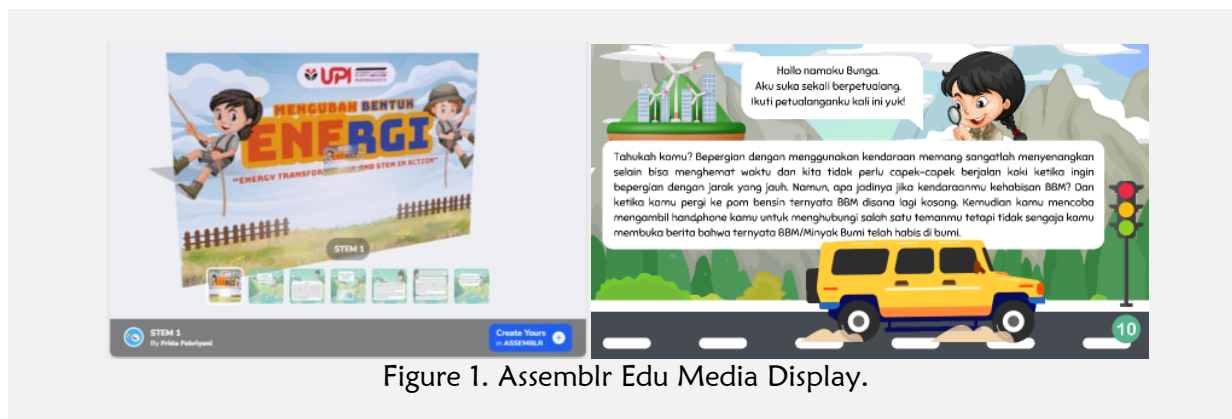 UPI
MENGUBAH BENTUK
ENERGI
STEM 1
STEM 1
By Frida Febriyani
Create Yours
in ASSEMBLR
Hallo namaku Bunga.
Aku suka sekali berpetualang.
Ikuti petualanganku kali ini yuk!
Tahukah kamu? Bepergian dengan menggunakan kendaraan memang sangatlah menyenangkan
selain bisa menghemat waktu dan kita tidak perlu capek-capek berjalan kaki ketika ingin
bepergian dengan jarak yang jauh. Namun, apa jadinya jika kendaraanmu kehabisan BBM? Dan
ketika kamu pergi ke pom bensin ternyata BBM disana lagi kosong. Kemudian kamu mencoba
mengambil handphone kamu untuk menghubungi salah satu temanmu tetapi tidak sengaja kamu
membuka berita bahwa ternyata BBM/Minyak Bumi telah habis di bumi.
10
Figure 1. Assemblr Edu Media Display.